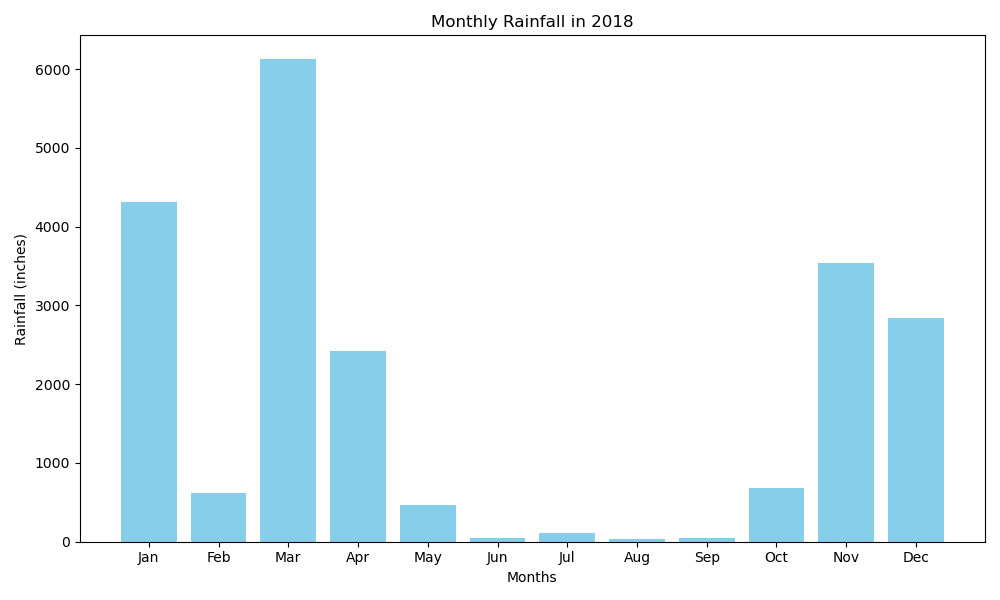 Monthly Rainfall in 2018
Rainfall (inches)
6000
5000
4000
3000
2000
1000
0
Jan Feb Mar Apr May Jun Jul Aug Sep Oct Nov Dec
Months